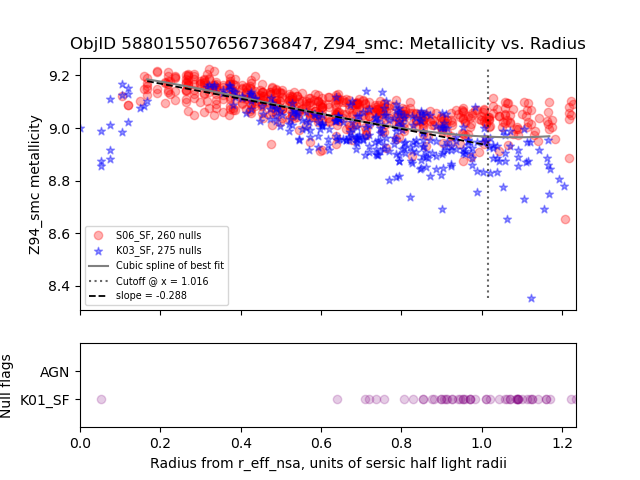 ObjID 588015507656736847, Z94_smc: Metallicity vs. Radius
Z94_smc metallicity
9.2
9.0
8.8
8.6
8.4
S06_SF, 260 nulls
K03_SF, 275 nulls
Cubic spline of best fit
Cutoff @ x = 1.016
slope = -0.288
Null flags
AGN
K01_SF
0.0
0.2
0.4
0.6
0.8
1.0
1.2
Radius from r_eff_nsa, units of sersic half light radii